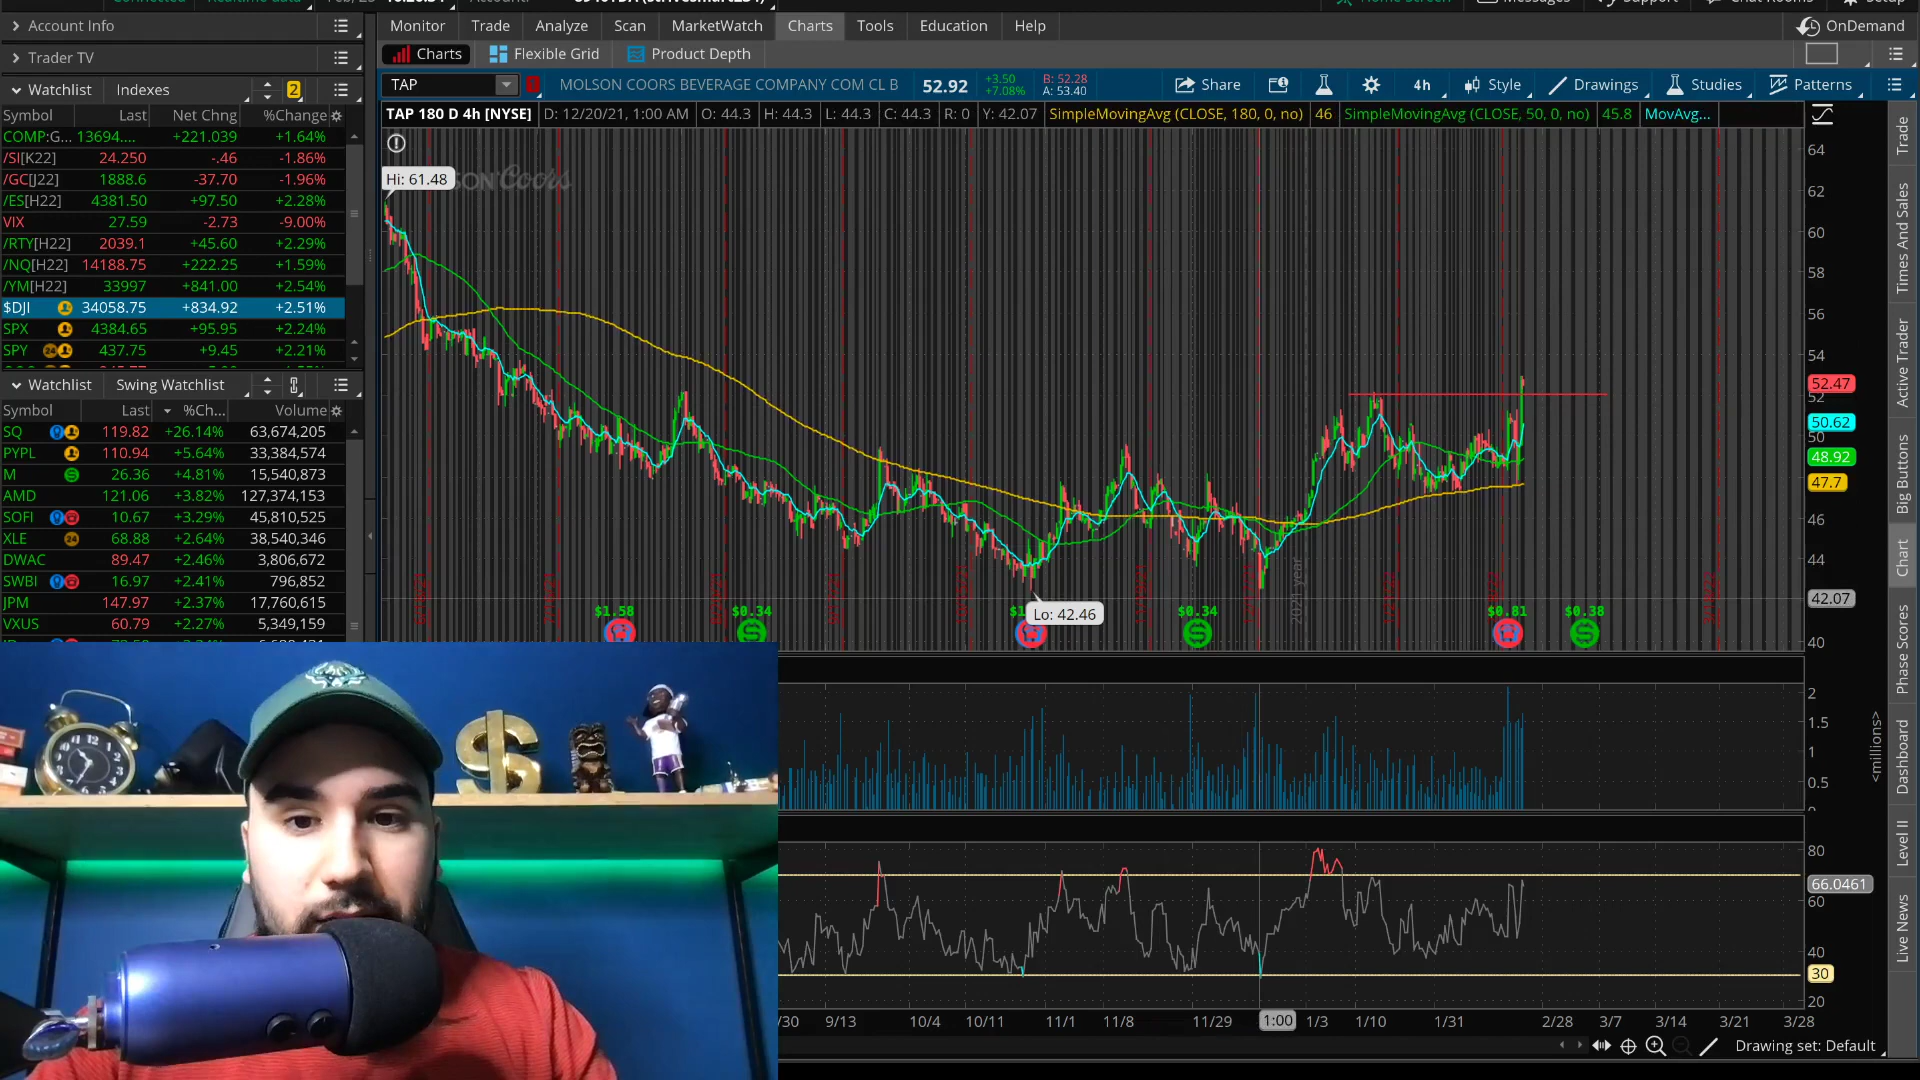 Account Info
Trader TV
Watchlist Indexes 2
Symbol Last Net Chng %Change
COMP:G... 13694.... +221.039 +1.64%
/SI[K22] 24.250 -.46 -1.86%
/GC[J22] 1888.6 -37.70 -1.96%
/ES[H22] 4381.50 +97.50 +2.28%
VIX 27.59 -2.73 -9.00%
/RTY[H22] 2039.1 +45.60 +2.29%
/NQ[H22] 14188.75 +222.25 +1.59%
/YM[H22] 33997 +841.00 +2.54%
$DJI 34058.75 +834.92 +2.51%
SPX 4384.65 +95.95 +2.24%
SPY 24 437.75 +9.45 +2.21%
Watchlist Swing Watchlist
Symbol Last %Ch... Volume
SQ 119.82 +26.14% 63,674,205
PYPL 110.94 +5.64% 33,384,574
M 26.36 +4.81% 15,540,873
AMD 121.06 +3.82% 127,374,153
SOFI 10.67 +3.29% 45,810,525
XLE 24 68.88 +2.64% 38,540,346
DWAC 89.47 +2.46% 3,806,672
SWBI 16.97 +2.41% 796,852
JPM 147.97 +2.37% 17,760,615
VXUS 60.79 +2.27% 5,349,159
Monitor Trade Analyze Scan MarketWatch Charts Tools Education Help
OnDemand
Charts Flexible Grid Product Depth
TAP MOLSON COORS BEVERAGE COMPANY COM CL B 52.92 +3.50 +7.08% B: 52.28 A: 53.40 Share 4h Style Drawings Studies Patterns
TAP 180 D 4h [NYSE] D: 12/20/21, 1:00 AM O: 44.3 H: 44.3 L: 44.3 C: 44.3 R: 0 Y: 42.07 SimpleMovingAvg (CLOSE, 180, 0, no) 46 SimpleMovingAvg (CLOSE, 50, 0, no) 45.8 MovAvg...
Hi: 61.48
Coors
64
62
60
58
56
54
52.47
52
50.62
50
48.92
47.7
46
44
42.07
40
2021 year
$1.58 $0.34 Lo: 42.46 $0.34 $0.81 $0.38
2
1.5
1
0.5
<millions>
80
66.0461
60
40
30
20
/30 9/13 10/4 10/11 11/1 11/8 11/29 1:00 1/3 1/10 1/31 2/28 3/7 3/14 3/21 3/28
Drawing set: Default
Trade
Times And Sales
Active Trader
Big Buttons
Chart
Phase Scores
Dashboard
Level II
Live News